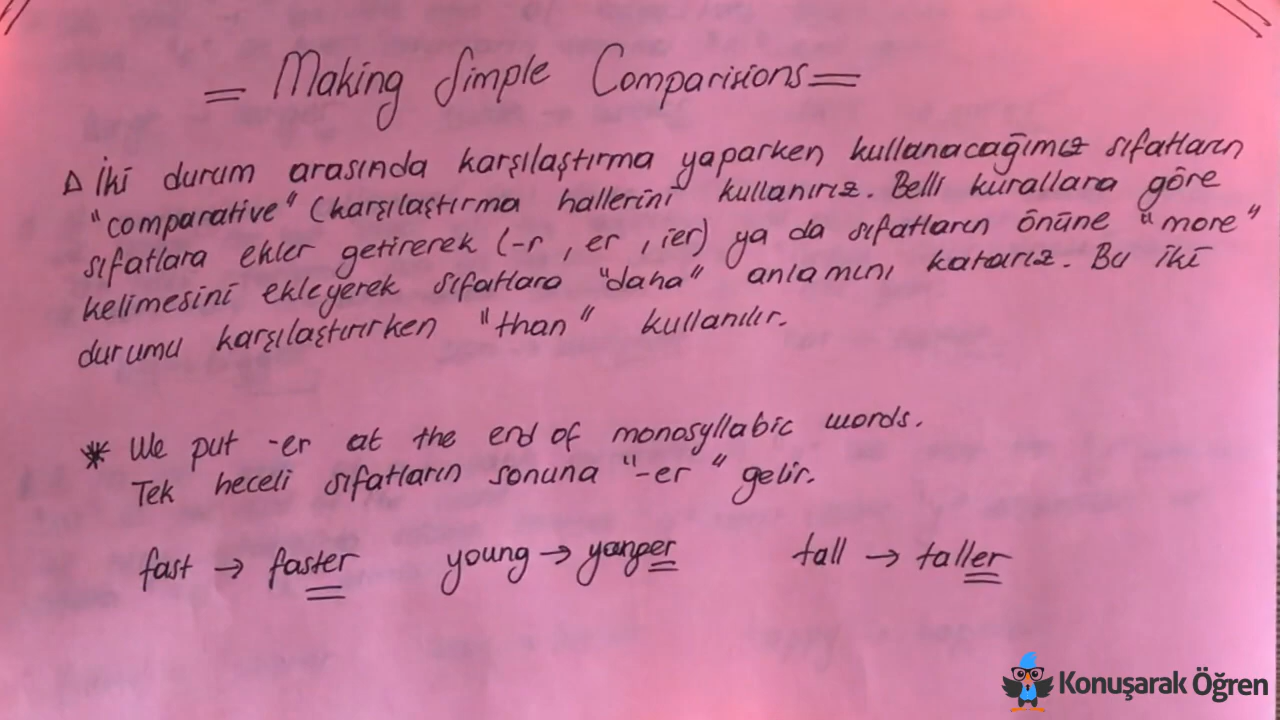 = Making Simple Comparisions =
△ İki durum arasında karşılaştırma yaparken kullanacağımız sıfatların
"comparative" (karşılaştırma hallerini kullanırız. Belli kurallara göre
sıfatlara ekler getirerek (-r, er, ier) ya da sıfatların önüne "more"
kelimesini ekleyerek sıfatlara "daha" anlamını katarız. Bu iki
durumu karşılaştırırken "than" kullanılır.
* We put -er at the end of monosyllabic words.
Tek heceli sıfatların sonuna "-er" gelir.
fast → faster young → yanger tall → taller
Konuşarak Öğren